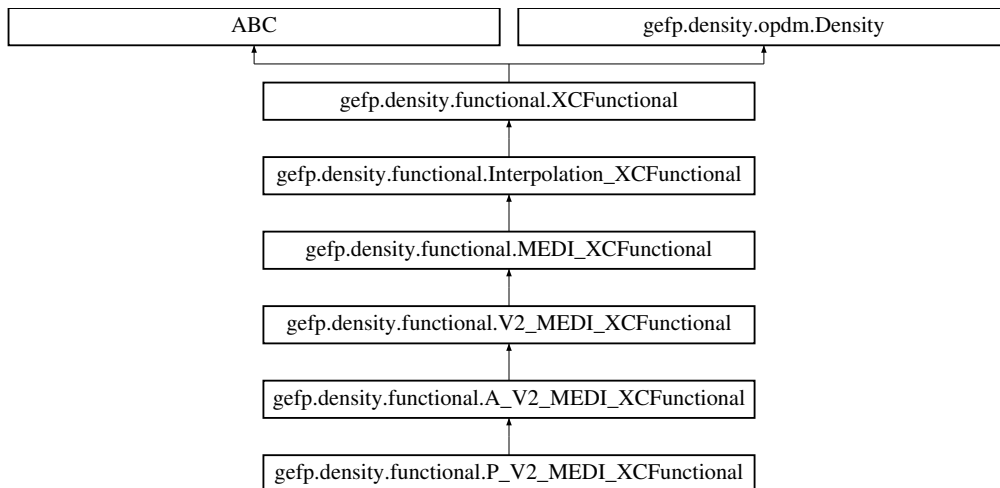 ABC
gefp.density.opdm.Density
gefp.density.functional.XCFunctional
gefp.density.functional.Interpolation_XCFunctional
gefp.density.functional.MEDI_XCFunctional
gefp.density.functional.V2_MEDI_XCFunctional
gefp.density.functional.A_V2_MEDI_XCFunctional
gefp.density.functional.P_V2_MEDI_XCFunctional